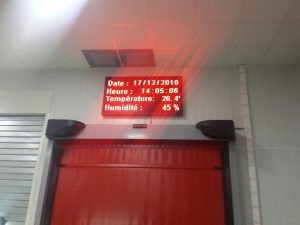 Date : 17/12/2016
Heure : 14:05:06
Température: 26.4°
Humidité : 45 %